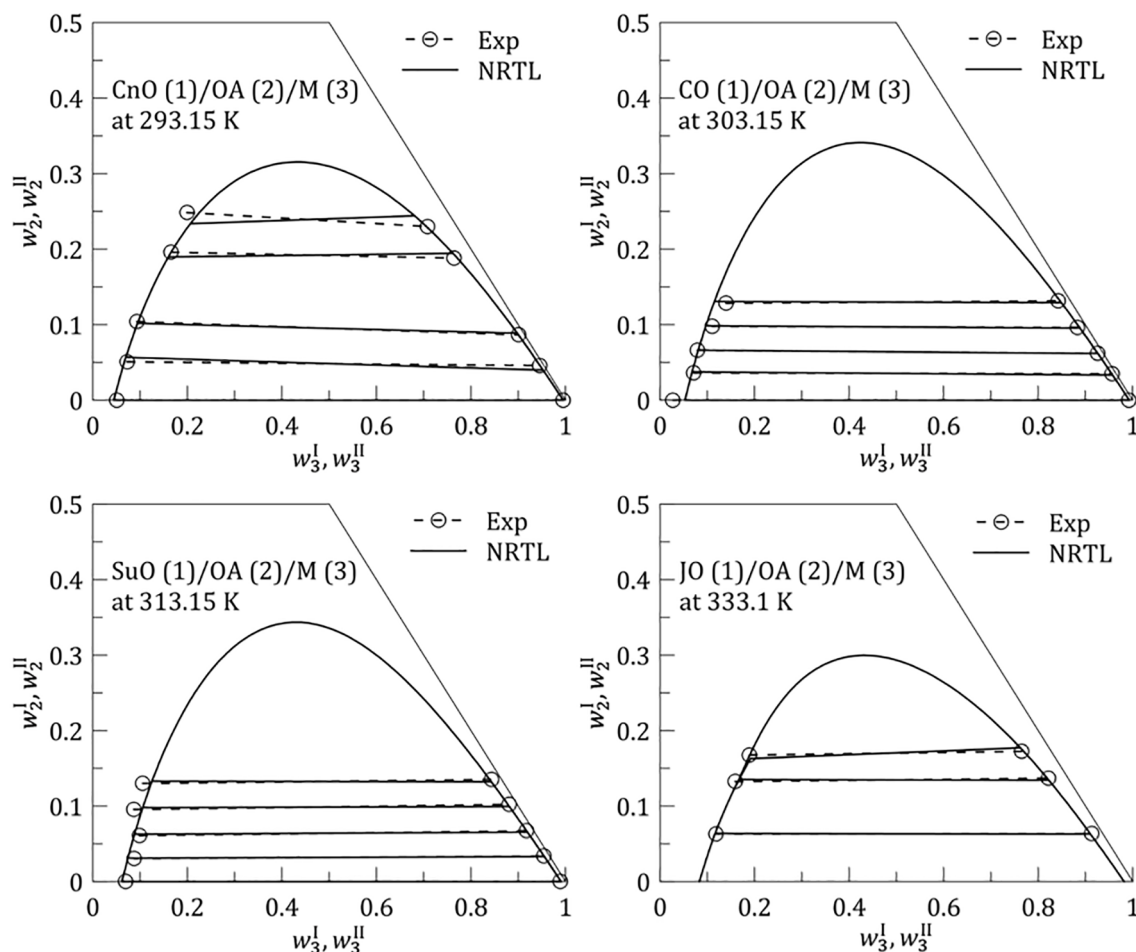 0.5
0.4
0.3
0.2
0.1
0
w₂ᴵ, w₂ᴵᴵ
Exp
NRTL
CnO (1)/OA (2)/M (3)
at 293.15 K
0 0.2 0.4 0.6 0.8 1
w₃ᴵ, w₃ᴵᴵ
0.5
0.4
0.3
0.2
0.1
0
w₂ᴵ, w₂ᴵᴵ
Exp
NRTL
CO (1)/OA (2)/M (3)
at 303.15 K
0 0.2 0.4 0.6 0.8 1
w₃ᴵ, w₃ᴵᴵ
0.5
0.4
0.3
0.2
0.1
0
w₂ᴵ, w₂ᴵᴵ
Exp
NRTL
SuO (1)/OA (2)/M (3)
at 313.15 K
0 0.2 0.4 0.6 0.8 1
w₃ᴵ, w₃ᴵᴵ
0.5
0.4
0.3
0.2
0.1
0
w₂ᴵ, w₂ᴵᴵ
Exp
NRTL
JO (1)/OA (2)/M (3)
at 333.1 K
0 0.2 0.4 0.6 0.8 1
w₃ᴵ, w₃ᴵᴵ